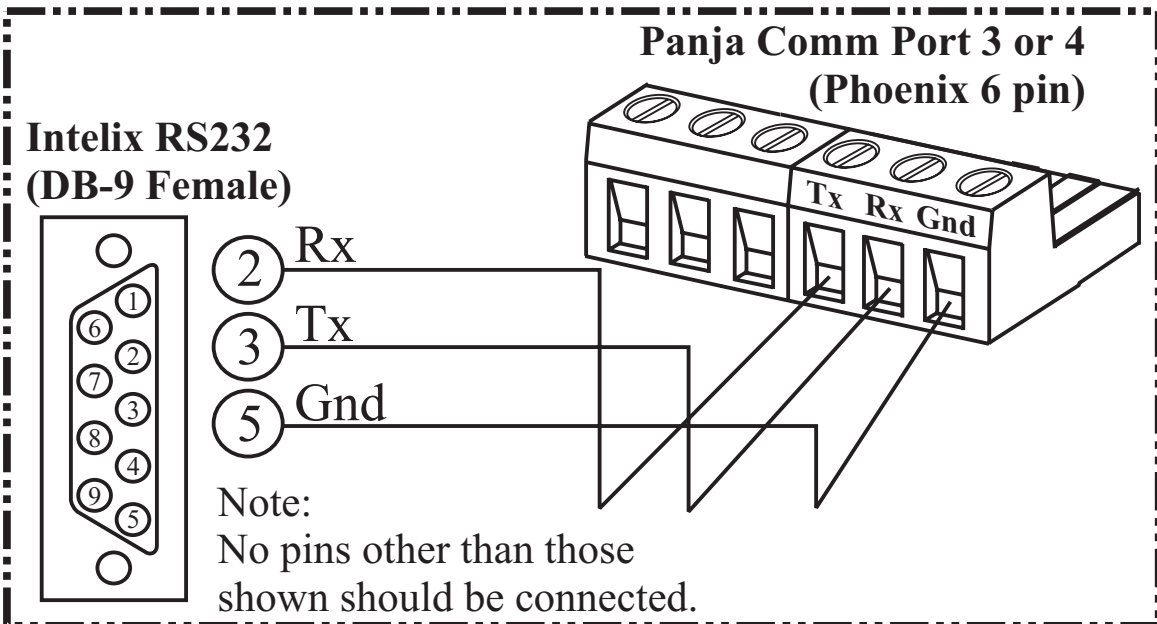 Panja Comm Port 3 or 4
(Phoenix 6 pin)
Intelix RS232
(DB-9 Female)
Tx Rx Gnd
1
6
2
7
3
8
4
9
5
2 Rx
3 Tx
5 Gnd
Note:
No pins other than those
shown should be connected.